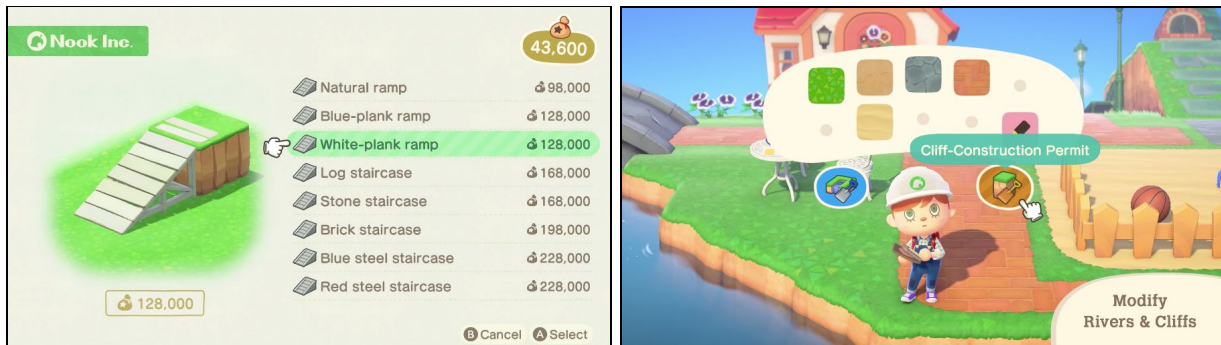 Nook Inc.
43,600
Natural ramp 98,000
Blue-plank ramp 128,000
White-plank ramp 128,000
Log staircase 168,000
Stone staircase 168,000
Brick staircase 198,000
Blue steel staircase 228,000
Red steel staircase 228,000
128,000
B Cancel A Select
Cliff-Construction Permit
Modify
Rivers & Cliffs